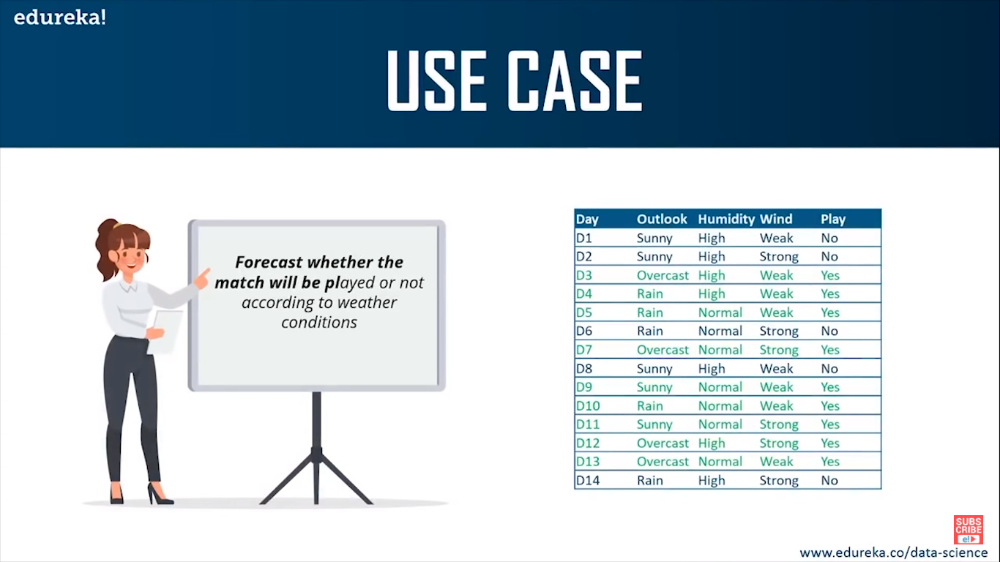 edureka!
USE CASE
Forecast whether the
match will be played or not
according to weather
conditions
Day Outlook Humidity Wind Play
D1 Sunny High Weak No
D2 Sunny High Strong No
D3 Overcast High Weak Yes
D4 Rain High Weak Yes
D5 Rain Normal Weak Yes
D6 Rain Normal Strong No
D7 Overcast Normal Strong Yes
D8 Sunny High Weak No
D9 Sunny Normal Weak Yes
D10 Rain Normal Weak Yes
D11 Sunny Normal Strong Yes
D12 Overcast High Strong Yes
D13 Overcast Normal Weak Yes
D14 Rain High Strong No
SUBS
CRIBE
e!
www.edureka.co/data-science